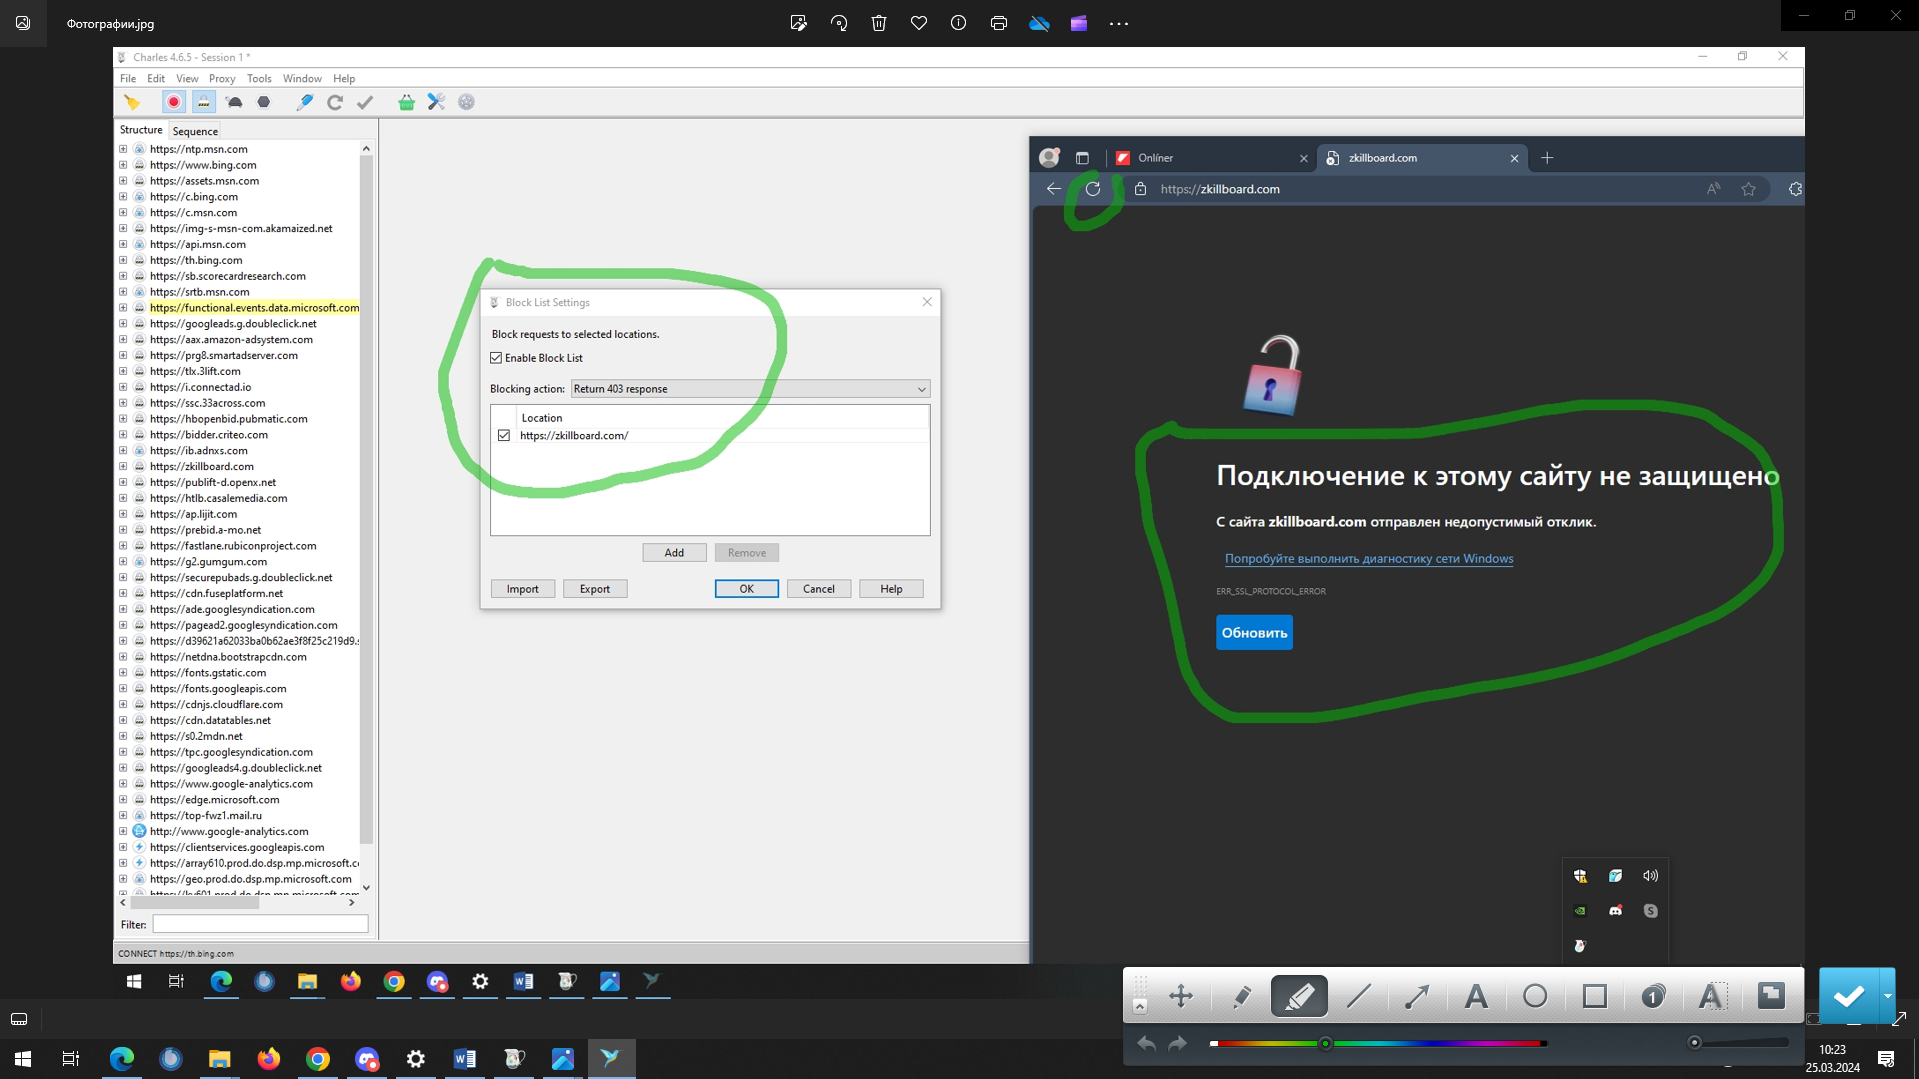 Фотографии.jpg
Charles 4.6.5 - Session 1 *
File Edit View Proxy Tools Window Help
Structure Sequence
https://ntp.msn.com
https://www.bing.com
https://assets.msn.com
https://c.bing.com
https://c.msn.com
https://img-s-msn-com.akamaized.net
https://api.msn.com
https://th.bing.com
https://sb.scorecardresearch.com
https://srtb.msn.com
https://functional.events.data.microsoft.com
https://googleads.g.doubleclick.net
https://aax.amazon-adsystem.com
https://prg8.smartadserver.com
https://tlx.3lift.com
https://i.connectad.io
https://ssc.33across.com
https://hbopenbid.pubmatic.com
https://bidder.criteo.com
https://ib.adnxs.com
https://zkillboard.com
https://publift-d.openx.net
https://htlb.casalemedia.com
https://ap.lijit.com
https://prebid.a-mo.net
https://fastlane.rubiconproject.com
https://g2.gumgum.com
https://securepubads.g.doubleclick.net
https://cdn.fuseplatform.net
https://ade.googlesyndication.com
https://pagead2.googlesyndication.com
https://d39621a62033ba0b62ae3f8f25c219d9.s
https://netdna.bootstrapcdn.com
https://fonts.gstatic.com
https://fonts.googleapis.com
https://cdnjs.cloudflare.com
https://cdn.datatables.net
https://s0.2mdn.net
https://tpc.googlesyndication.com
https://googleads4.g.doubleclick.net
https://www.google-analytics.com
https://edge.microsoft.com
https://top-fwz1.mail.ru
http://www.google-analytics.com
https://clientservices.googleapis.com
https://array610.prod.do.dsp.mp.microsoft.c
https://geo.prod.do.dsp.mp.microsoft.com
Filter:
CONNECT https://th.bing.com
Block List Settings
Block requests to selected locations.
Enable Block List
Blocking action: Return 403 response
Location
https://zkillboard.com/
Add Remove
Import Export OK Cancel Help
Onlíner zkillboard.com
https://zkillboard.com
Подключение к этому сайту не защищено
С сайта zkillboard.com отправлен недопустимый отклик.
Попробуйте выполнить диагностику сети Windows
ERR_SSL_PROTOCOL_ERROR
Обновить
10:23
25.03.2024